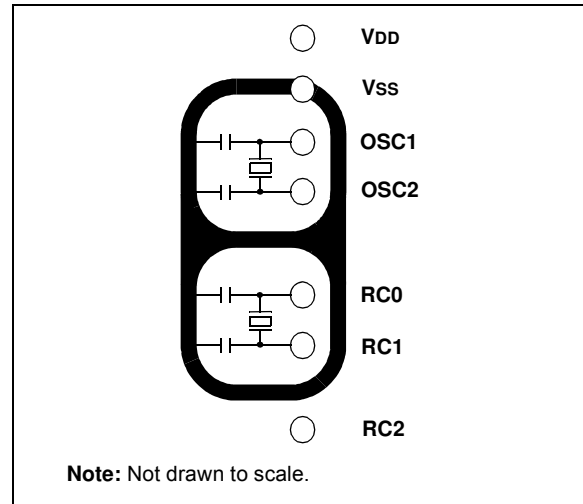 VDD
VSS
OSC1
OSC2
RC0
RC1
RC2
Note: Not drawn to scale.